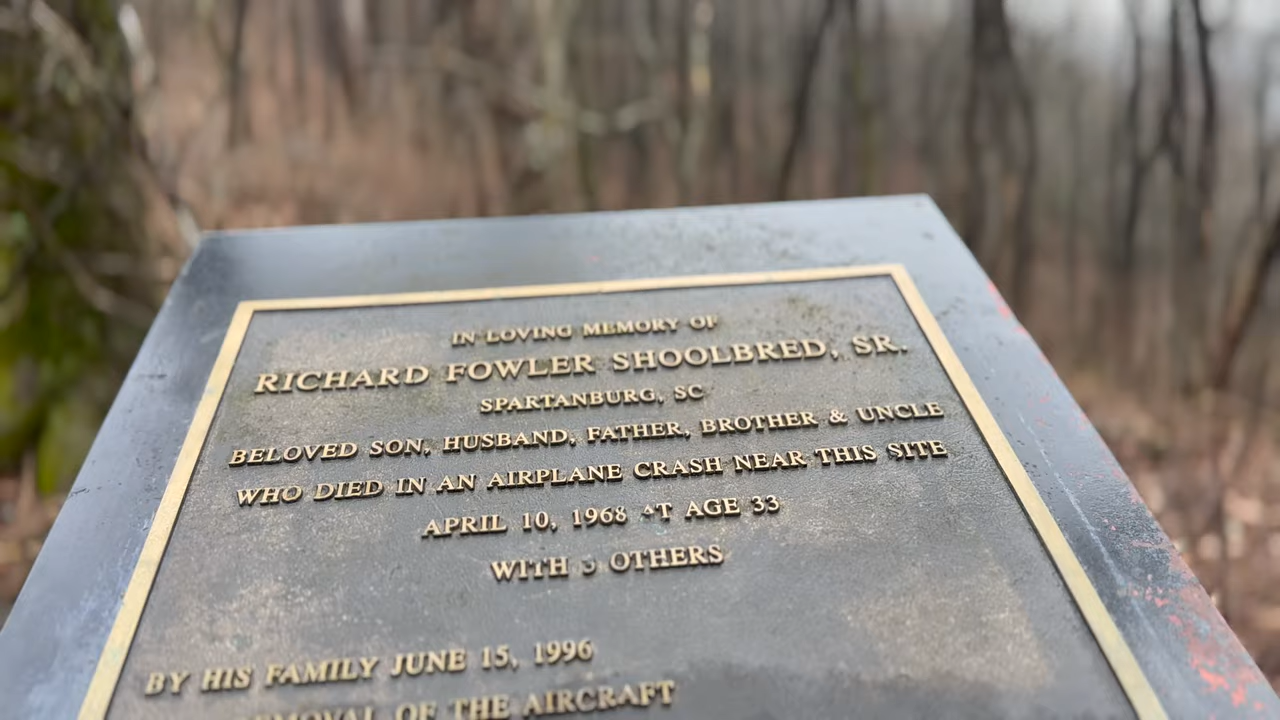 IN LOVING MEMORY OF
RICHARD FOWLER SHOOLBRED, SR.
SPARTANBURG, SC
BELOVED SON, HUSBAND, FATHER, BROTHER & UNCLE
WHO DIED IN AN AIRPLANE CRASH NEAR THIS SITE
APRIL 10, 1968 AT AGE 33
WITH OTHERS
BY HIS FAMILY JUNE 15, 1996
OF THE AIRCRAFT